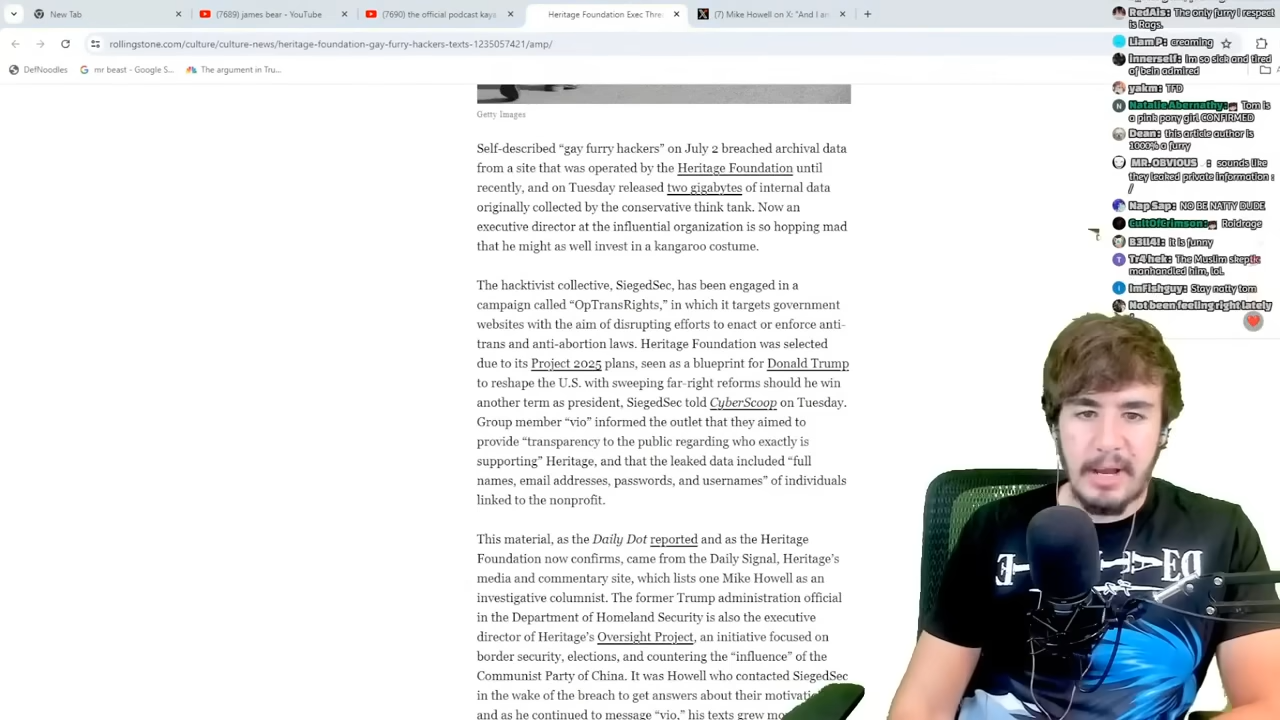 (7689) james bear - YouTube
(7690) the official podcast kaya
Heritage Foundation Exec Thre
(7) Mike Howell on X: "And I am
rollingstone.com/culture/culture-news/heritage-foundation-gay-furry-hackers-texts-1235057421/amp/
New Tab
DefNoodles
mr beast - Google S...
The argument in Tru...
Getty Images
Self-described “gay furry hackers” on July 2 breached archival data
from a site that was operated by the Heritage Foundation until
recently, and on Tuesday released two gigabytes of internal data
originally collected by the conservative think tank. Now an
executive director at the influential organization is so hopping mad
that he might as well invest in a kangaroo costume.
The hacktivist collective, SiegedSec, has been engaged in a
campaign called “OpTransRights,” in which it targets government
websites with the aim of disrupting efforts to enact or enforce anti-
trans and anti-abortion laws. Heritage Foundation was selected
due to its Project 2025 plans, seen as a blueprint for Donald Trump
to reshape the U.S. with sweeping far-right reforms should he win
another term as president, SiegedSec told CyberScoop on Tuesday.
Group member “vio” informed the outlet that they aimed to
provide “transparency to the public regarding who exactly is
supporting” Heritage, and that the leaked data included “full
names, email addresses, passwords, and usernames” of individuals
linked to the nonprofit.
This material, as the Daily Dot reported and as the Heritage
Foundation now confirms, came from the Daily Signal, Heritage’s
media and commentary site, which lists one Mike Howell as an
investigative columnist. The former Trump administration official
in the Department of Homeland Security is also the executive
director of Heritage’s Oversight Project, an initiative focused on
border security, elections, and countering the “influence” of the
Communist Party of China. It was Howell who contacted SiegedSec
in the wake of the breach to get answers about their
and as he continued to message “vio,” his texts grew
RedAls: The only furry I respect
is Rags.
Liam P: creaming
Innerself: Im so sick and tired
of bein admired
yakm: TFD
Natalie Abernathy: Tom is
a pink pony girl CONFIRMED
Dean: this article author is
1000% a furry
MR.OBVIOUS : sounds like
they leaked private information :
/
Nap Sap: NO BE NATTY DUDE
CultOfCrimson: Roidrage
B3ll4!: It is funny
Tr4hek: The Muslim skeptic
manhandled him, lol.
ImFishguy: Stay natty tom
Not been feeling right lately
DEA